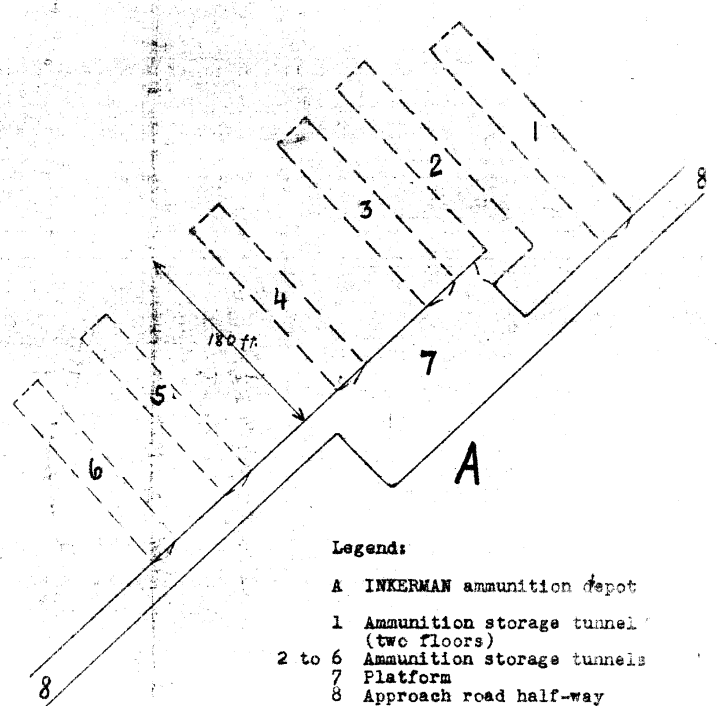 1
8
2
3
4
180 ft.
7
5
A
6
8
Legend:
A INKERMAN ammunition depot
1 Ammunition storage tunnel
(two floors)
2 to 6 Ammunition storage tunnels
7 Platform
8 Approach road half-way